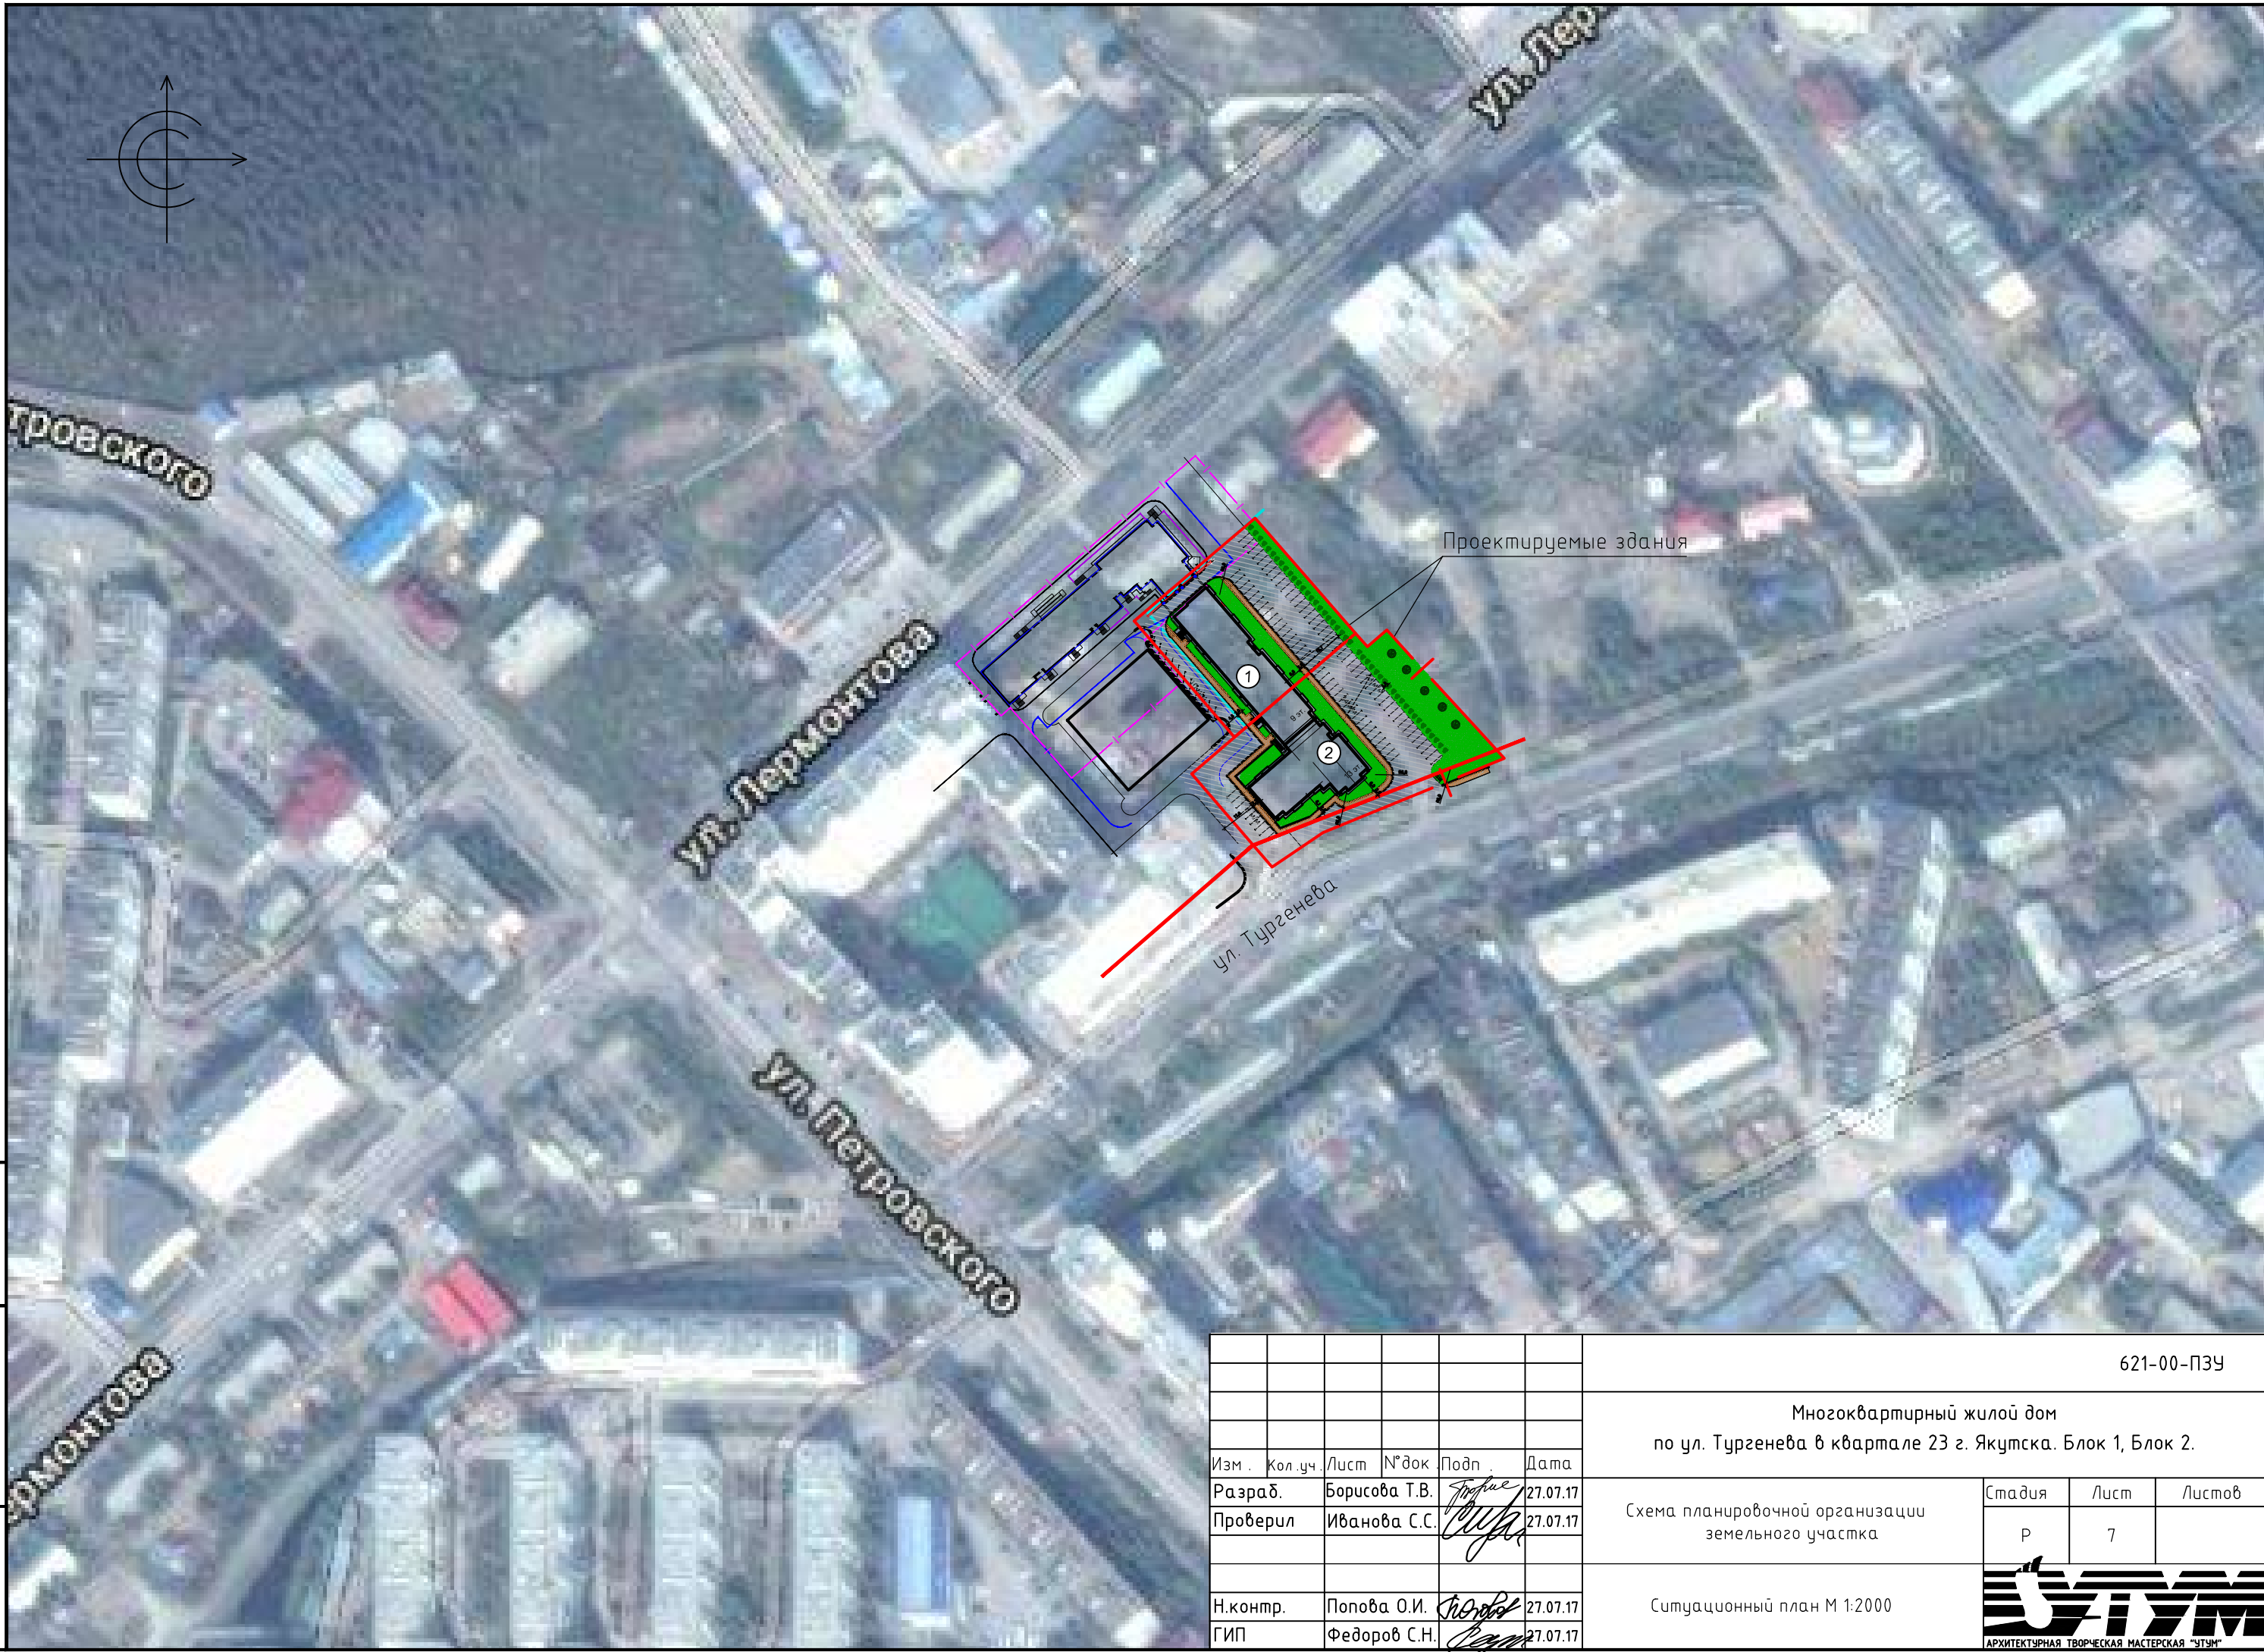 ул. Лер
тровского
Проектируемые здания
1
2
ул. Лермонтова
ул. Тургенева
ул. Петровского
ермонтова
621-00-ПЗУ
Многоквартирный жилой дом
по ул. Тургенева в квартале 23 г. Якутска. Блок 1, Блок 2.
Изм. Кол.уч. Лист N°док. Подп. Дата
Разраб. Борисова Т.В. 27.07.17
Проверил Иванова С.С. 27.07.17
Н.контр. Попова О.И. 27.07.17
ГИП Федоров С.Н. 27.07.17
Схема планировочной организации
земельного участка
Стадия Лист Листов
Р 7
Ситуационный план М 1:2000
УТУМ
АРХИТЕКТУРНАЯ ТВОРЧЕСКАЯ МАСТЕРСКАЯ "УТУМ"